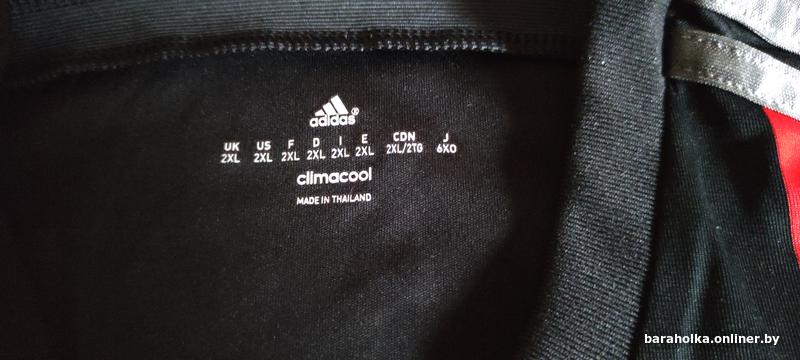 adidas®
UK US F D I E CDN J
2XL 2XL 2XL 2XL 2XL 2XL 2XL/2TG 6XO
climacool
MADE IN THAILAND
baraholka.onliner.by